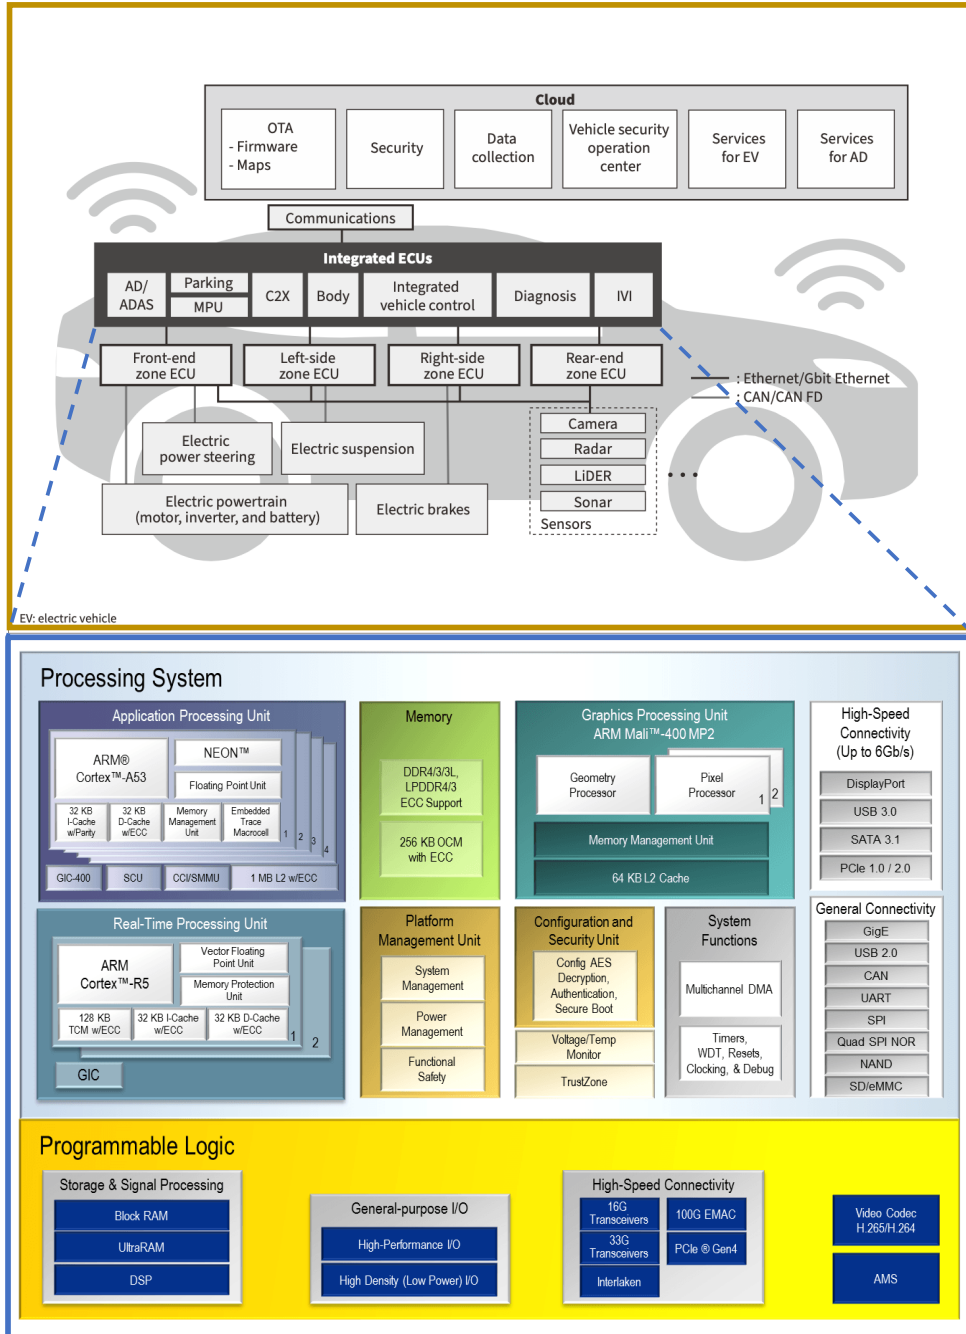 Cloud
OTA
- Firmware
- Maps
Security
Data
collection
Vehicle security
operation
center
Services
for EV
Services
for AD
Communications
Integrated ECUs
AD/
ADAS
Parking
MPU
C2X
Body
Integrated
vehicle control
Diagnosis
IVI
Front-end
zone ECU
Left-side
zone ECU
Right-side
zone ECU
Rear-end
zone ECU
: Ethernet/Gbit Ethernet
: CAN/CAN FD
Electric
power steering
Electric suspension
Electric powertrain
(motor, inverter, and battery)
Electric brakes
Camera
Radar
LiDER
Sonar
Sensors
EV: electric vehicle
Processing System
Application Processing Unit
ARM®
Cortex™-A53
NEON™
Floating Point Unit
32 KB
I-Cache
w/Parity
32 KB
D-Cache
w/ECC
Memory
Management
Unit
Embedded
Trace
Macrocell
1
2
3
4
GIC-400
SCU
CCI/SMMU
1 MB L2 w/ECC
Memory
DDR4/3/3L,
LPDDR4/3
ECC Support
256 KB OCM
with ECC
Graphics Processing Unit
ARM Mali™-400 MP2
Geometry
Processor
Pixel
Processor
1
2
Memory Management Unit
64 KB L2 Cache
High-Speed
Connectivity
(Up to 6Gb/s)
DisplayPort
USB 3.0
SATA 3.1
PCIe 1.0 / 2.0
Real-Time Processing Unit
ARM
Cortex™-R5
Vector Floating
Point Unit
Memory Protection
Unit
128 KB
TCM w/ECC
32 KB I-Cache
w/ECC
32 KB D-Cache
w/ECC
1
2
GIC
Platform
Management Unit
System
Management
Power
Management
Functional
Safety
Configuration and
Security Unit
Config AES
Decryption,
Authentication,
Secure Boot
Voltage/Temp
Monitor
TrustZone
System
Functions
Multichannel DMA
Timers,
WDT, Resets,
Clocking, & Debug
General Connectivity
GigE
USB 2.0
CAN
UART
SPI
Quad SPI NOR
NAND
SD/eMMC
Programmable Logic
Storage & Signal Processing
Block RAM
UltraRAM
DSP
General-purpose I/O
High-Performance I/O
High Density (Low Power) I/O
High-Speed Connectivity
16G
Transceivers
33G
Transceivers
Interlaken
100G EMAC
PCIe ® Gen4
Video Codec
H.265/H.264
AMS